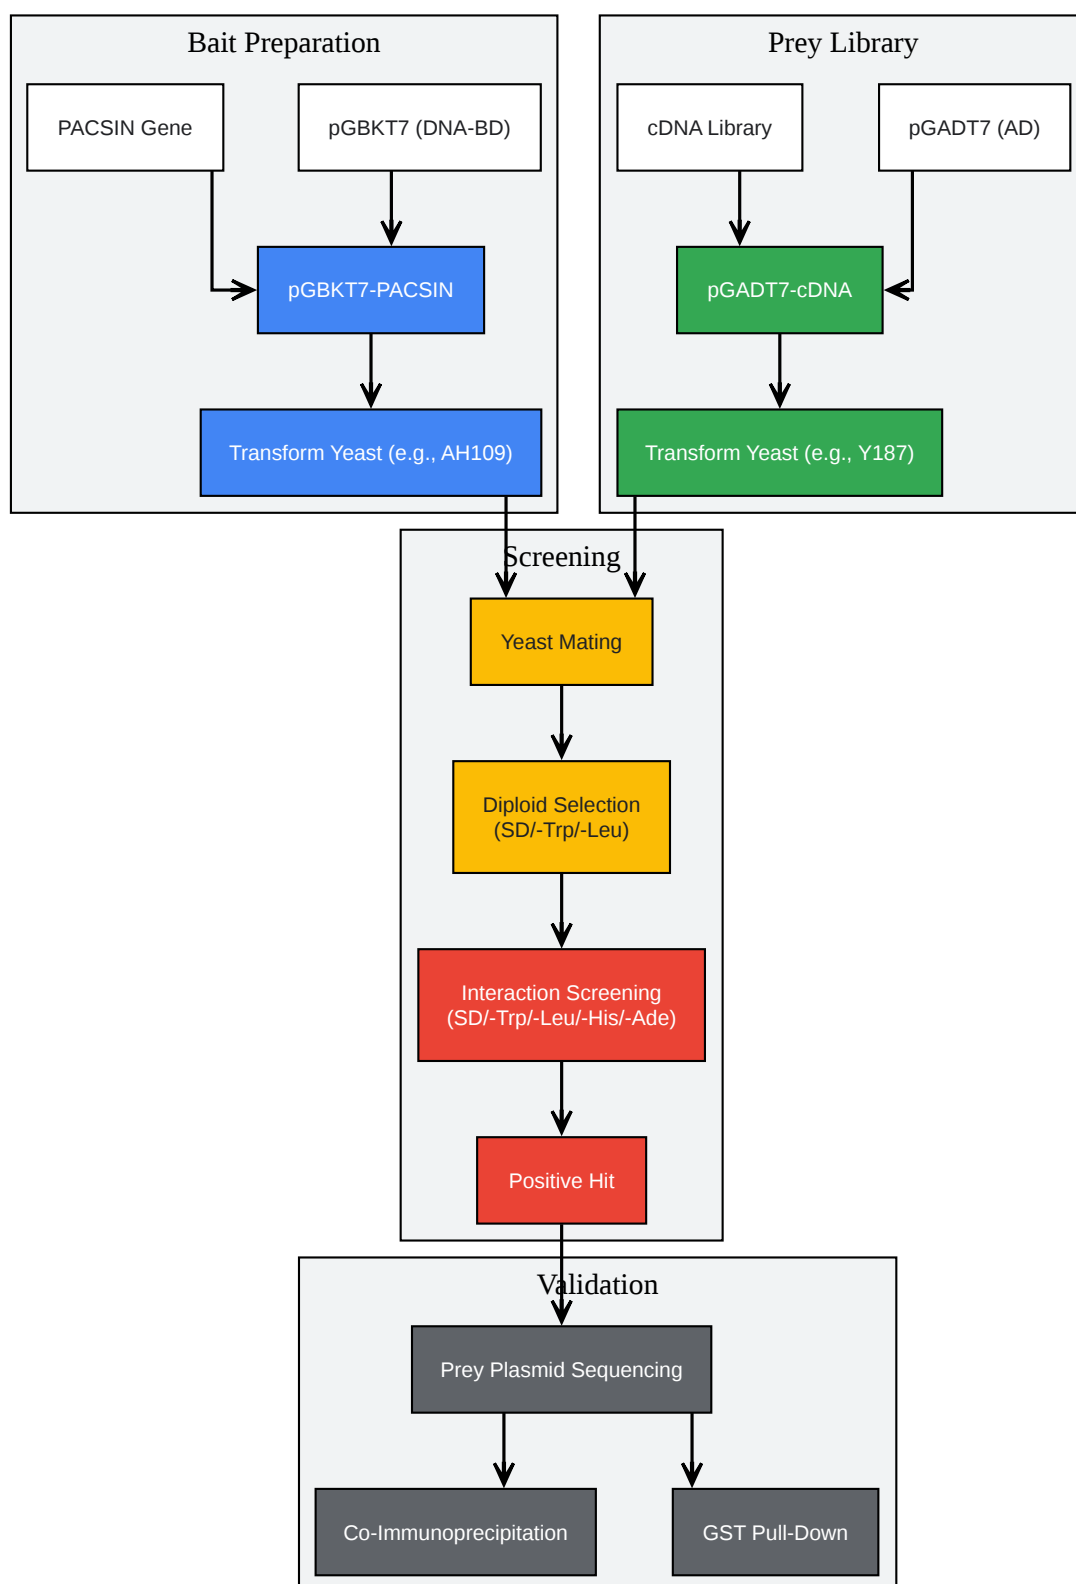 Bait Preparation
PACSIN Gene
pGBKT7 (DNA-BD)
pGBKT7-PACSIN
Transform Yeast (e.g., AH109)
Prey Library
cDNA Library
pGADT7 (AD)
pGADT7-cDNA
Transform Yeast (e.g., Y187)
Screening
Yeast Mating
Diploid Selection
(SD/-Trp/-Leu)
Interaction Screening
(SD/-Trp/-Leu/-His/-Ade)
Positive Hit
Validation
Prey Plasmid Sequencing
Co-Immunoprecipitation
GST Pull-Down